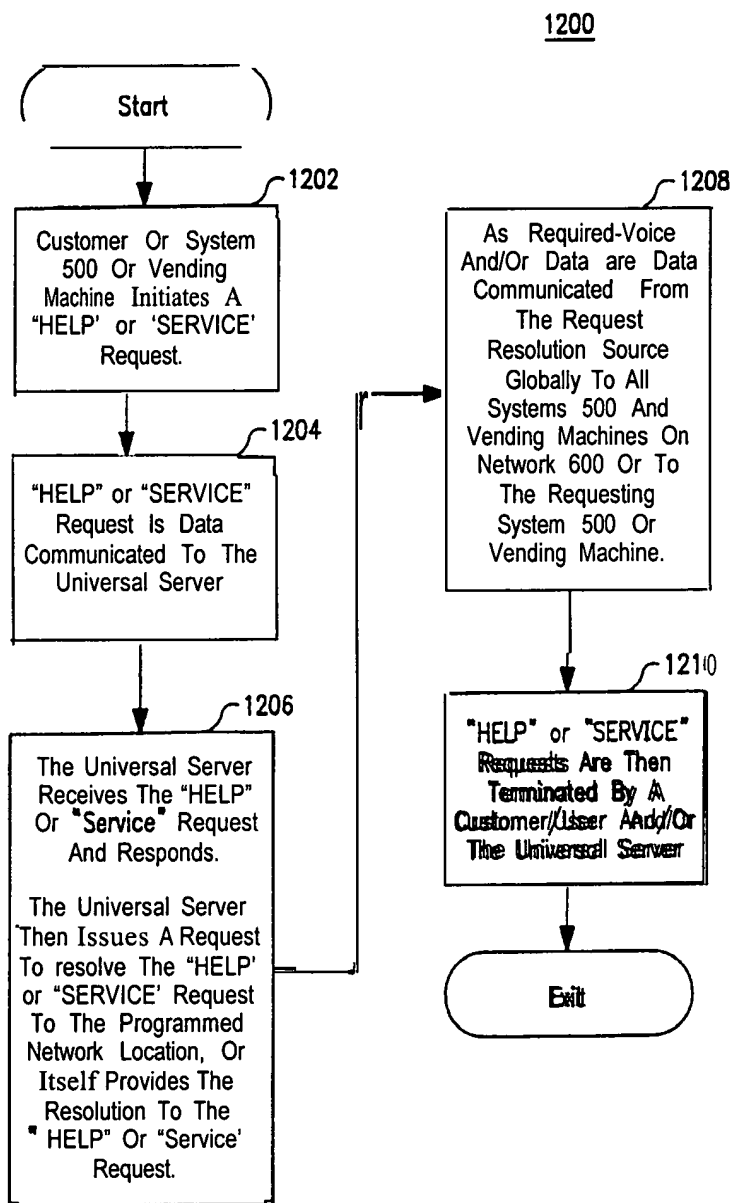 1200
Start
1202
Customer Or System
500 Or Vending
Machine Initiates A
“HELP’ or ‘SERVICE’
Request.
1204
“HELP” or “SERVICE”
Request Is Data
Communicated To The
Universal Server
1206
The Universal Server
Receives The “HELP”
Or "Service" Request
And Responds.
The Universal Server
Then Issues A Request
To resolve The “HELP’
or “SERVICE’ Request
To The Programmed
Network Location, Or
Itself Provides The
Resolution To The
" HELP” Or “Service’
Request.
1208
As Required-Voice
And/Or Data are Data
Communicated From
The Request
Resolution Source
Globally To All
Systems 500 And
Vending Machines On
Network 600 Or To
The Requesting
System 500 Or
Vending Machine.
1210
"HELP" or "SERVICE"
Requests Are Then
Terminated By A
Customer/User And/Or
The Universal Server
Exit